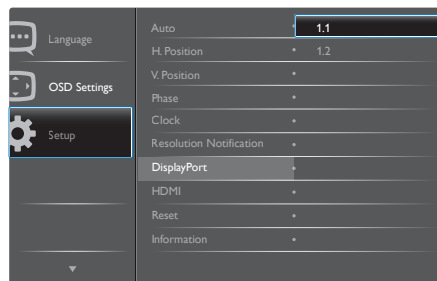 Language
OSD Settings
Setup
Auto
H. Position
V. Position
Phase
Clock
Resolution Notification
DisplayPort
HDMI
Reset
Information
1.1
1.2